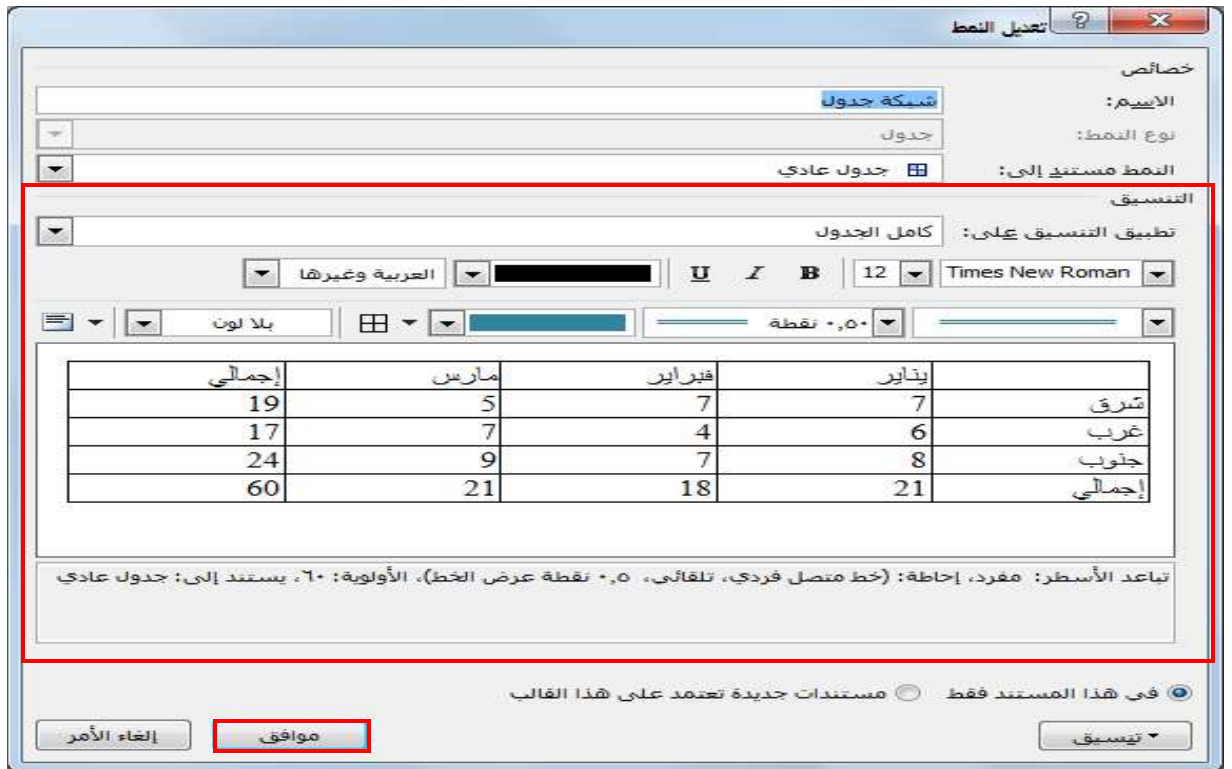 تعديل النمط
خصائص
الاسم: شبكة جدول
نوع النمط: جدول
النمط مستند إلى: جدول عادي
التنسيق
تطبيق التنسيق على: كامل الجدول
Times New Roman 12 B I U العربية وغيرها
٠,٥٠ نقطة بلا لون
يناير فبراير مارس إجمالي
شرق 7 7 5 19
غرب 6 4 7 17
جنوب 8 7 9 24
إجمالي 21 18 21 60
تباعد الأسطر: مفرد، إحاطة: (خط متصل فردي، تلقائي، ٠,٥ نقطة عرض الخط)، الأولوية: ٦٠، يستند إلى: جدول عادي
في هذا المستند فقط مستندات جديدة تعتمد على هذا القالب
تنسيق موافق إلغاء الأمر